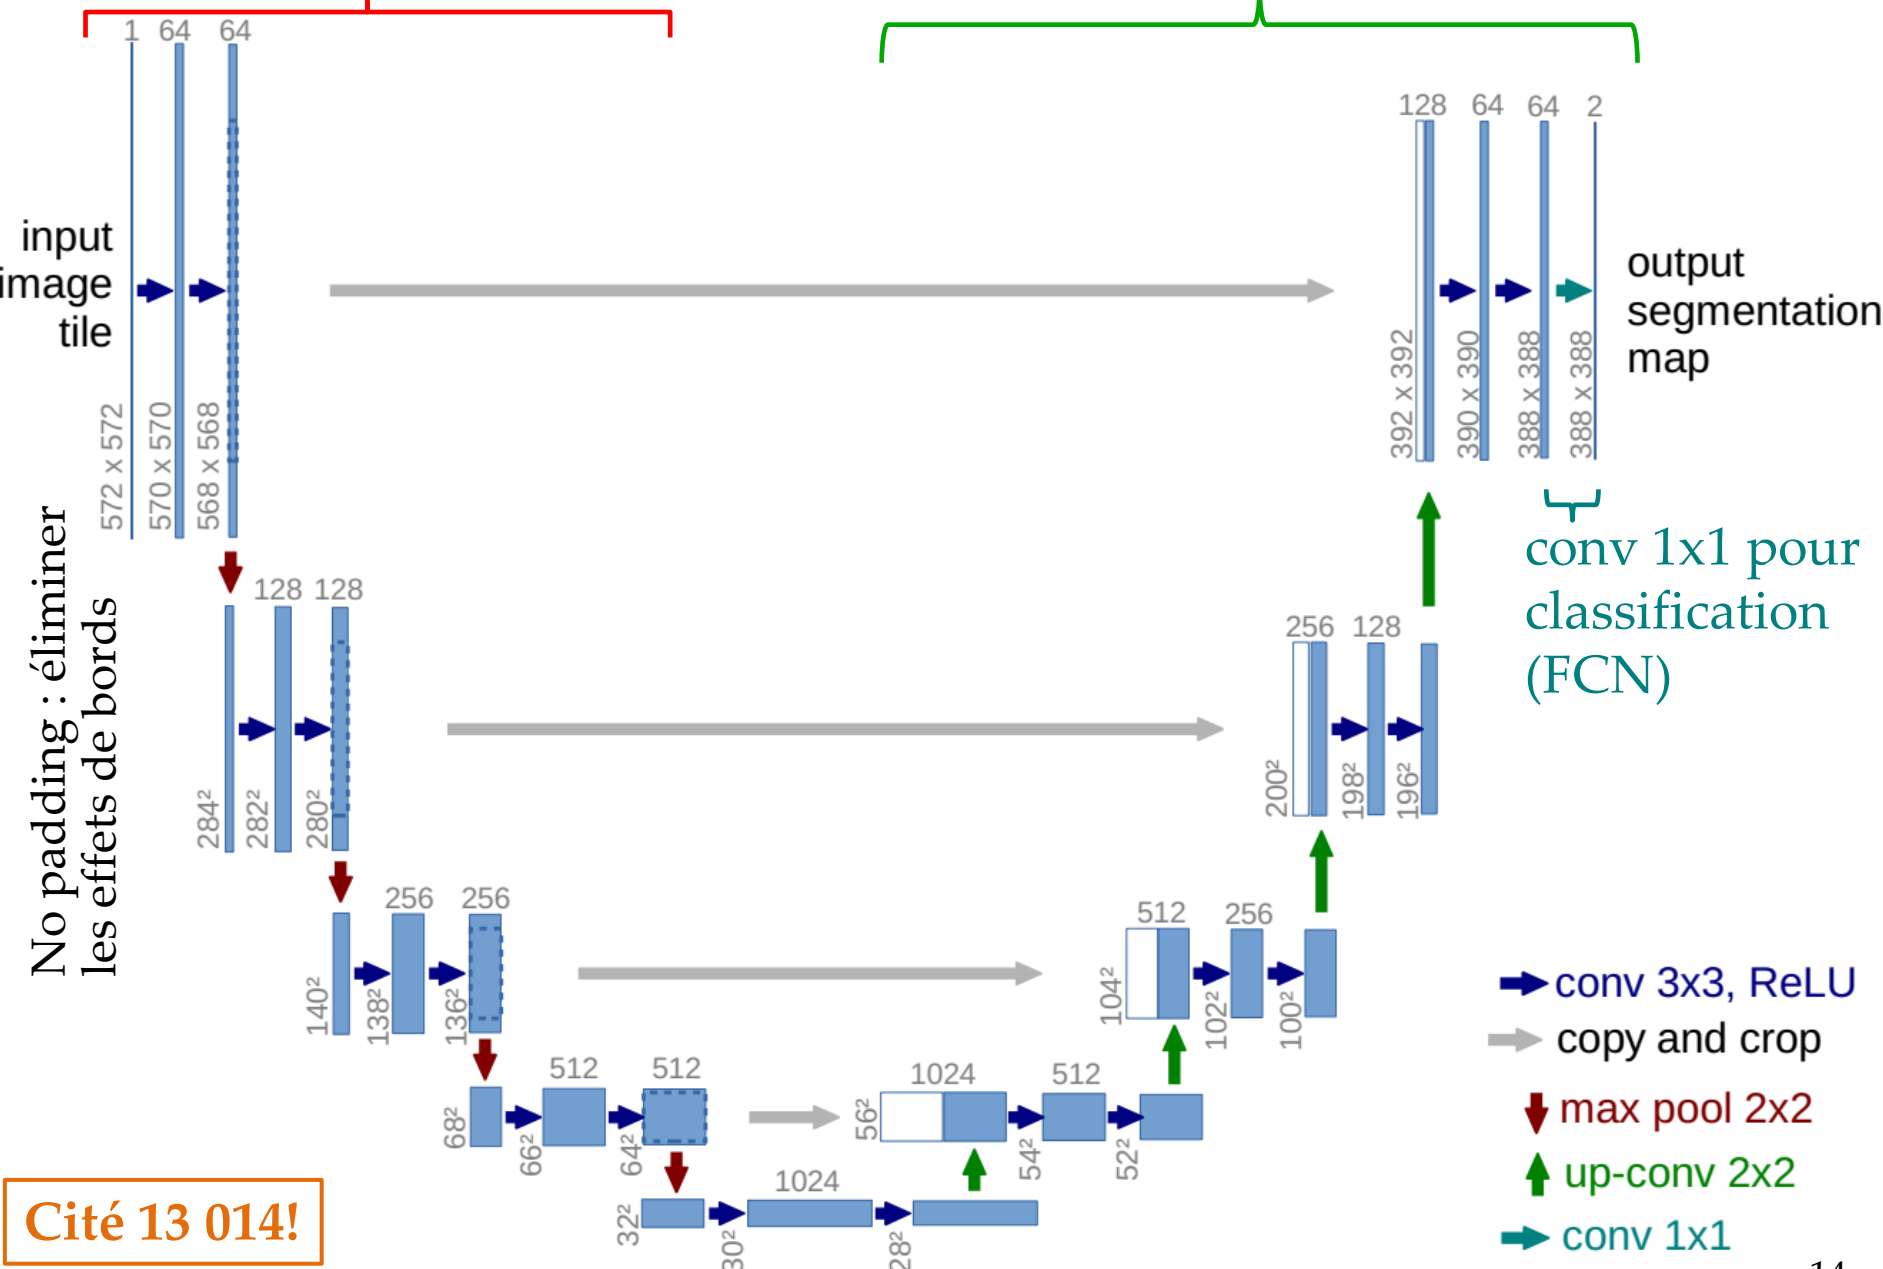 1 64 64
128 64 64 2
input
image
tile
output
segmentation
map
572 x 572
570 x 570
568 x 568
392 x 392
390 x 390
388 x 388
388 x 388
conv 1x1 pour
classification
(FCN)
No padding : éliminer
les effets de bords
128 128
256 128
284²
282²
280²
200²
198²
196²
256 256
512 256
140²
138²
136²
104²
102²
100²
512 512
1024 512
68²
66²
64²
56²
54²
52²
1024
32²
30²
28²
conv 3x3, ReLU
copy and crop
max pool 2x2
up-conv 2x2
conv 1x1
Cité 13 014!
14